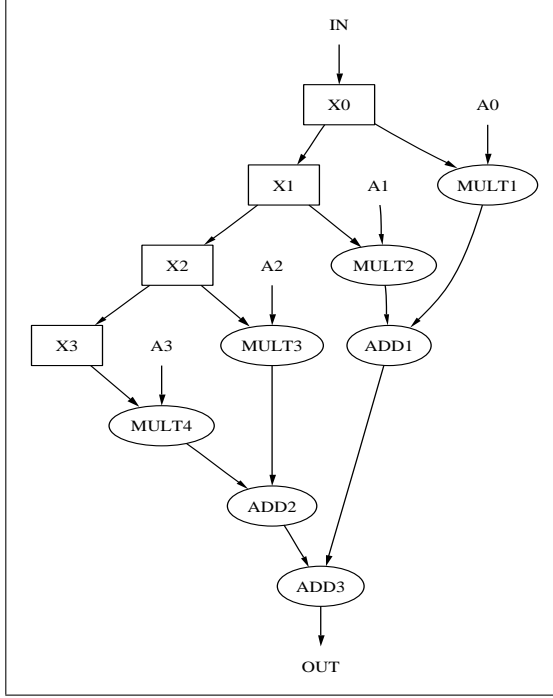 IN
X0
A0
X1
A1
MULT1
X2
A2
MULT2
X3
A3
MULT3
ADD1
MULT4
ADD2
ADD3
OUT